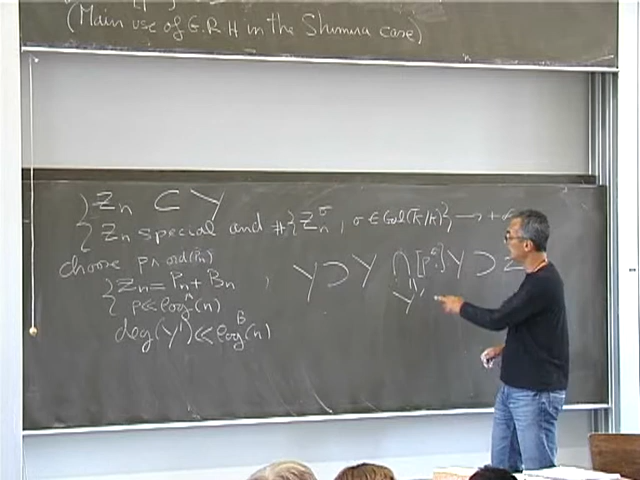 (Main use of G.R.H in the Shimura case)
Zn ⊂ Y
Zn special and #{Zn^σ, σ ∈ Gal(k̄/k)} → +∞
choose p ∧ ord(Pn)
{Zn = Pn + Bn , Y ⊃ Y ∩ [p^σ.]Y ⊃ Z
{p ≪ log^A(n) Y'
deg(Y') ≪ log^B(n)